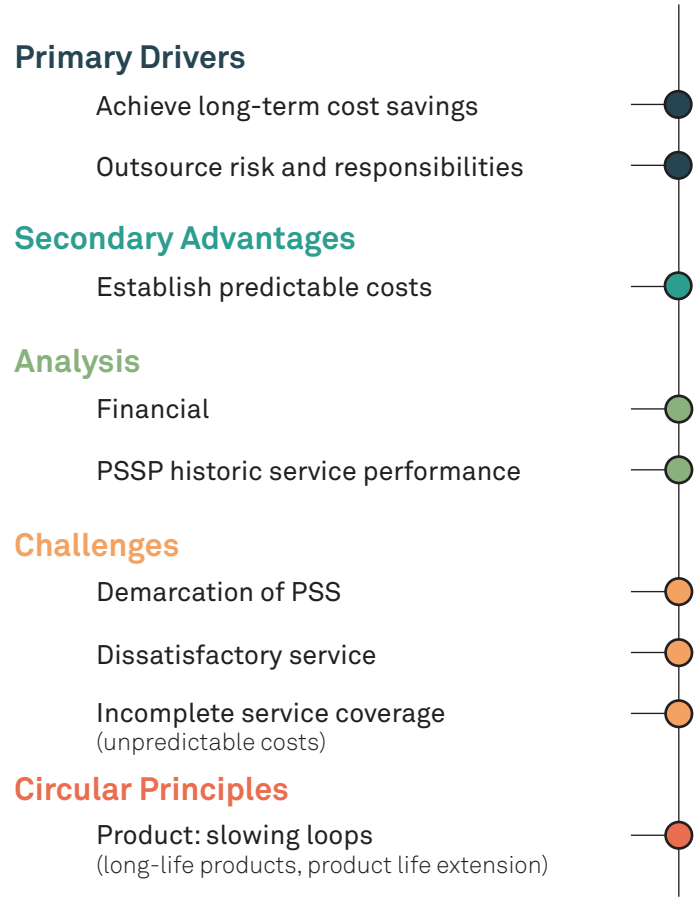 Primary Drivers
Achieve long-term cost savings
Outsource risk and responsibilities
Secondary Advantages
Establish predictable costs
Analysis
Financial
PSSP historic service performance
Challenges
Demarcation of PSS
Dissatisfactory service
Incomplete service coverage
(unpredictable costs)
Circular Principles
Product: slowing loops
(long-life products, product life extension)